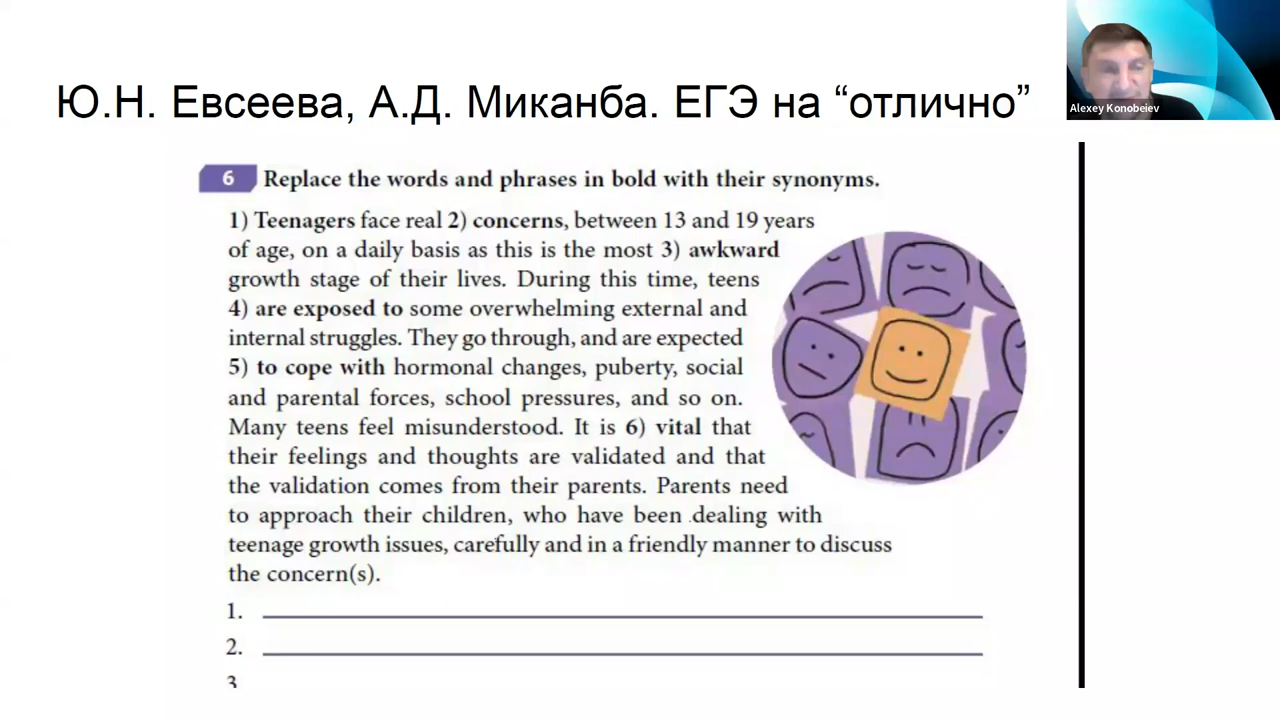 Ю.Н. Евсеева, А.Д. Миканба. ЕГЭ на “отлично”
Alexey Konobeiev
6 Replace the words and phrases in bold with their synonyms.
1) Teenagers face real 2) concerns, between 13 and 19 years
of age, on a daily basis as this is the most 3) awkward
growth stage of their lives. During this time, teens
4) are exposed to some overwhelming external and
internal struggles. They go through, and are expected
5) to cope with hormonal changes, puberty, social
and parental forces, school pressures, and so on.
Many teens feel misunderstood. It is 6) vital that
their feelings and thoughts are validated and that
the validation comes from their parents. Parents need
to approach their children, who have been dealing with
teenage growth issues, carefully and in a friendly manner to discuss
the concern(s).
1.
2.
3